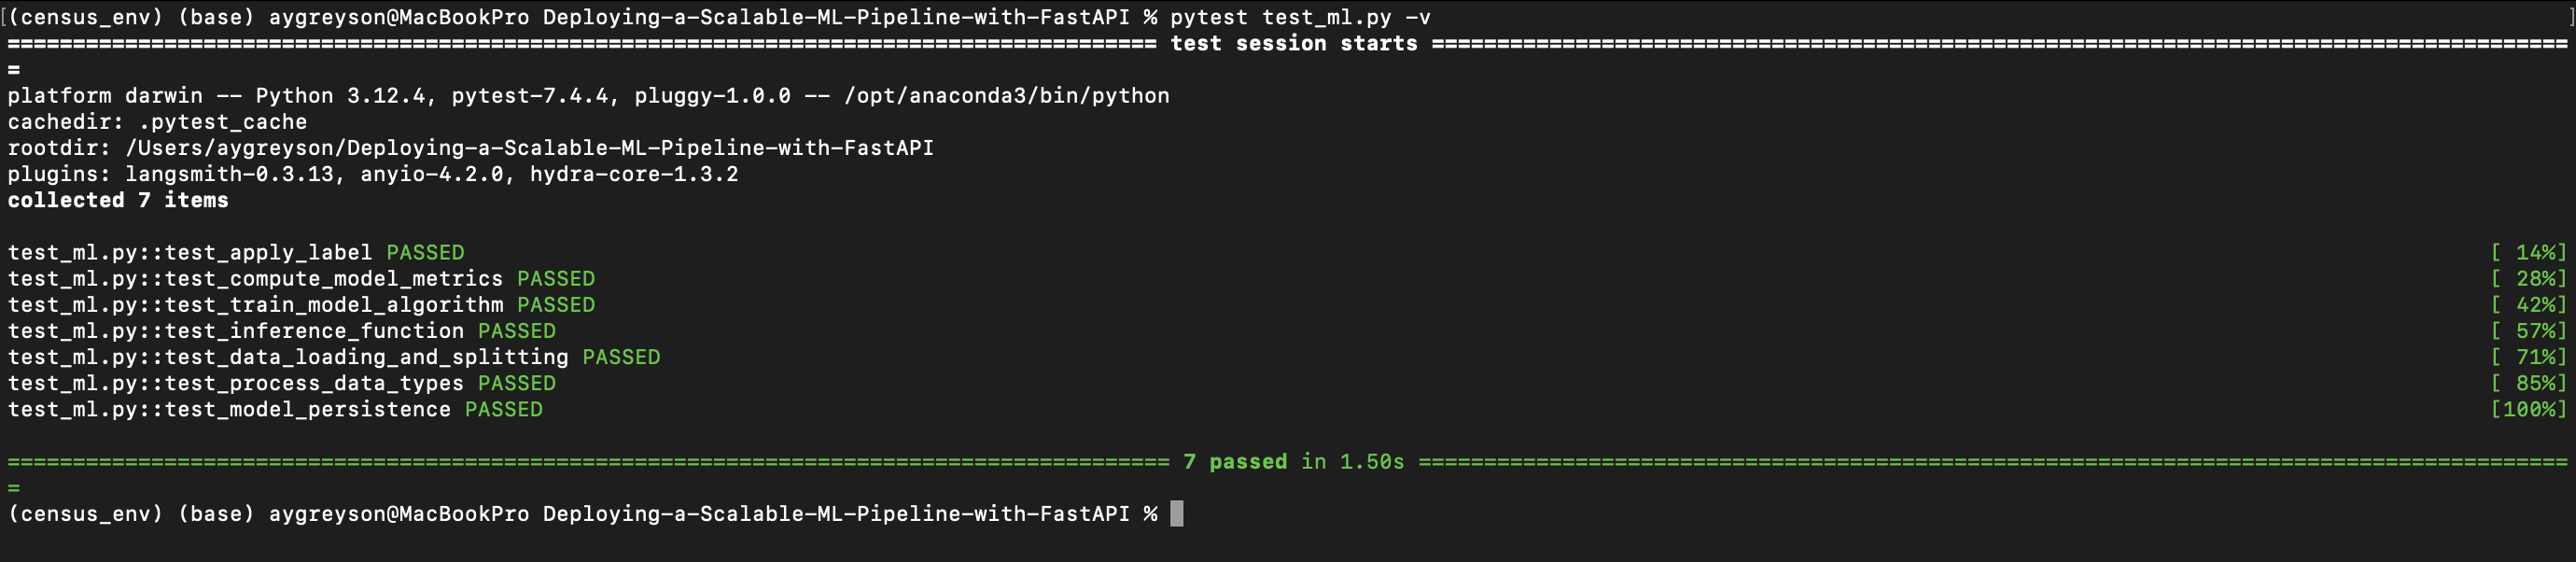 [(census_env) (base) aygreyson@MacBookPro Deploying-a-Scalable-ML-Pipeline-with-FastAPI % pytest test_ml.py -v ]
======================================================================================== test session starts =======================================================================================
=
platform darwin -- Python 3.12.4, pytest-7.4.4, pluggy-1.0.0 -- /opt/anaconda3/bin/python
cachedir: .pytest_cache
rootdir: /Users/aygreyson/Deploying-a-Scalable-ML-Pipeline-with-FastAPI
plugins: langsmith-0.3.13, anyio-4.2.0, hydra-core-1.3.2
collected 7 items
test_ml.py::test_apply_label PASSED [ 14%]
test_ml.py::test_compute_model_metrics PASSED [ 28%]
test_ml.py::test_train_model_algorithm PASSED [ 42%]
test_ml.py::test_inference_function PASSED [ 57%]
test_ml.py::test_data_loading_and_splitting PASSED [ 71%]
test_ml.py::test_process_data_types PASSED [ 85%]
test_ml.py::test_model_persistence PASSED [100%]
========================================================================================= 7 passed in 1.50s ========================================================================================
=
(census_env) (base) aygreyson@MacBookPro Deploying-a-Scalable-ML-Pipeline-with-FastAPI %